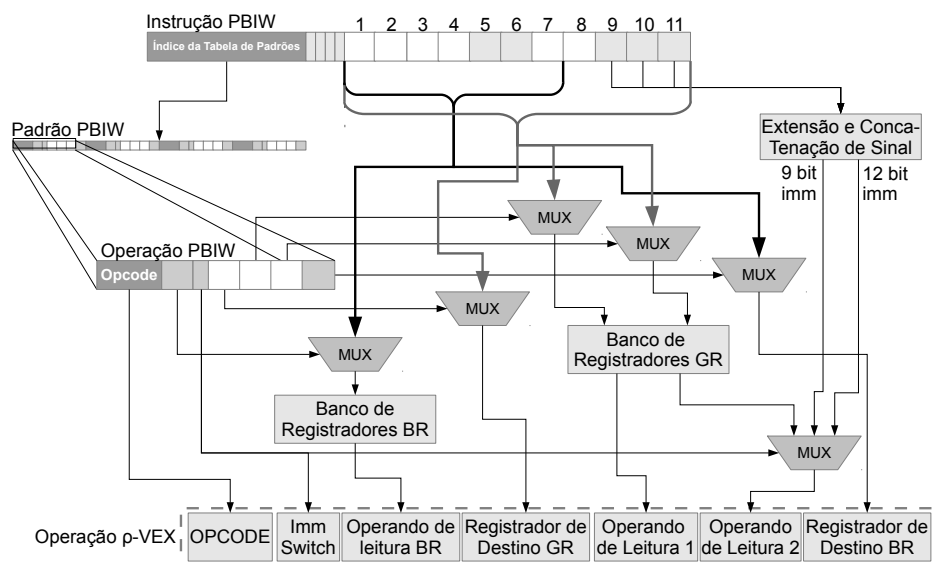 Instrução PBIW
1 2 3 4 5 6 7 8 9 10 11
Índice da Tabela de Padrões
Padrão PBIW
Extensão e Conca-
Tenação de Sinal
9 bit
imm
12 bit
imm
MUX
MUX
Operação PBIW
Opcode
MUX
MUX
MUX
Banco de
Registradores GR
Banco de
Registradores BR
MUX
Operação ρ-VEX
OPCODE
Imm
Switch
Operando de
leitura BR
Registrador de
Destino GR
Operando
de Leitura 1
Operando
de Leitura 2
Registrador de
Destino BR